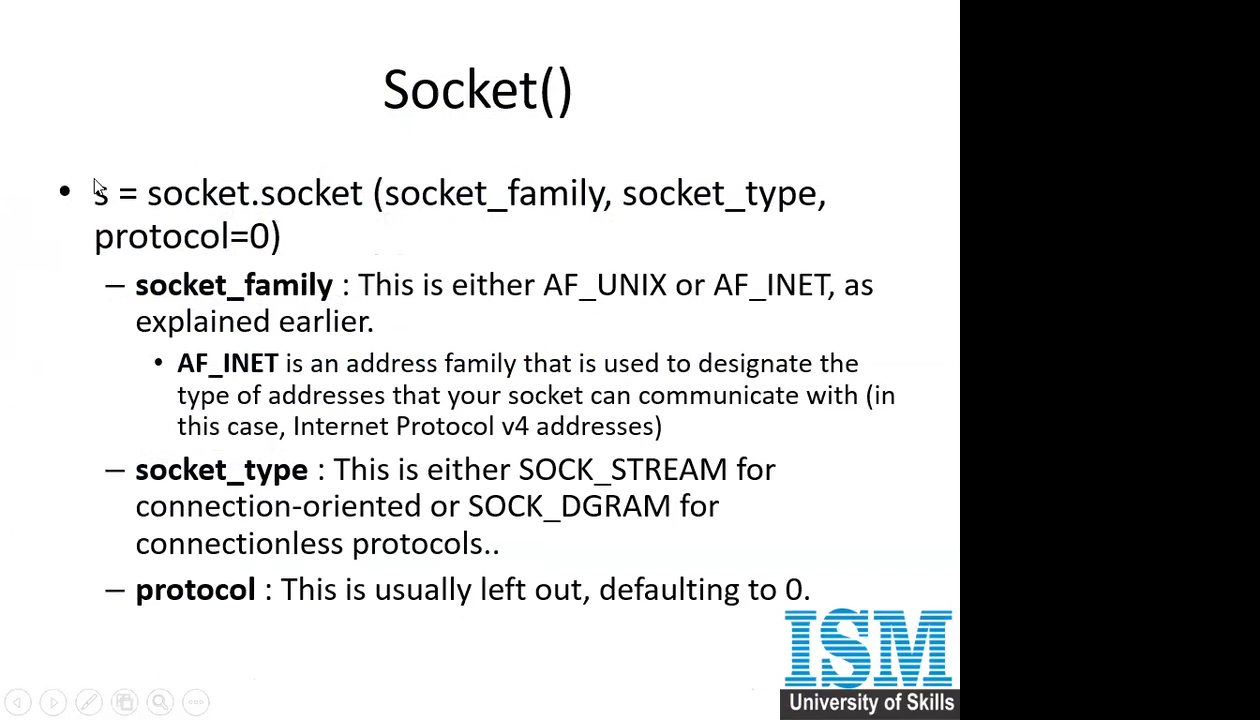 Socket()
• s = socket.socket (socket_family, socket_type,
protocol=0)
– socket_family : This is either AF_UNIX or AF_INET, as
explained earlier.
• AF_INET is an address family that is used to designate the
type of addresses that your socket can communicate with (in
this case, Internet Protocol v4 addresses)
– socket_type : This is either SOCK_STREAM for
connection-oriented or SOCK_DGRAM for
connectionless protocols..
– protocol : This is usually left out, defaulting to 0.
ISM
University of Skills